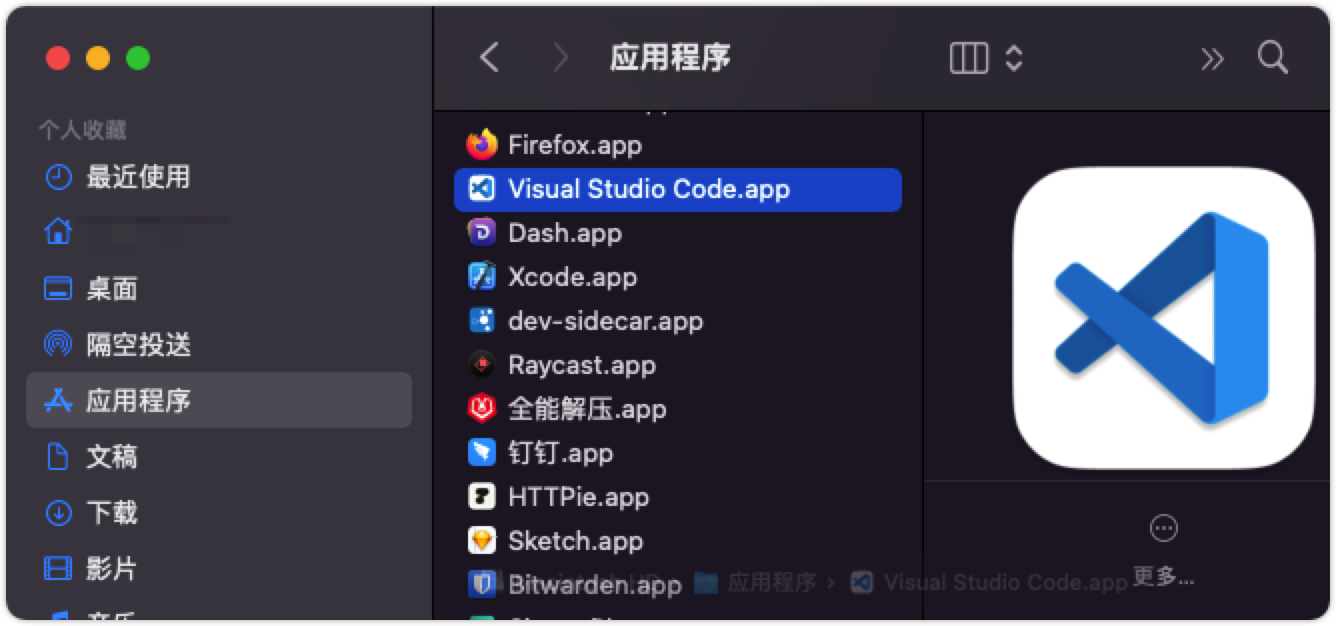 应用程序
个人收藏
最近使用
桌面
隔空投送
应用程序
文稿
下载
影片
音乐
Firefox.app
Visual Studio Code.app
Dash.app
Xcode.app
dev-sidecar.app
Raycast.app
全能解压.app
钉钉.app
HTTPie.app
Sketch.app
Bitwarden.app
应用程序 › Visual Studio Code.app
更多...